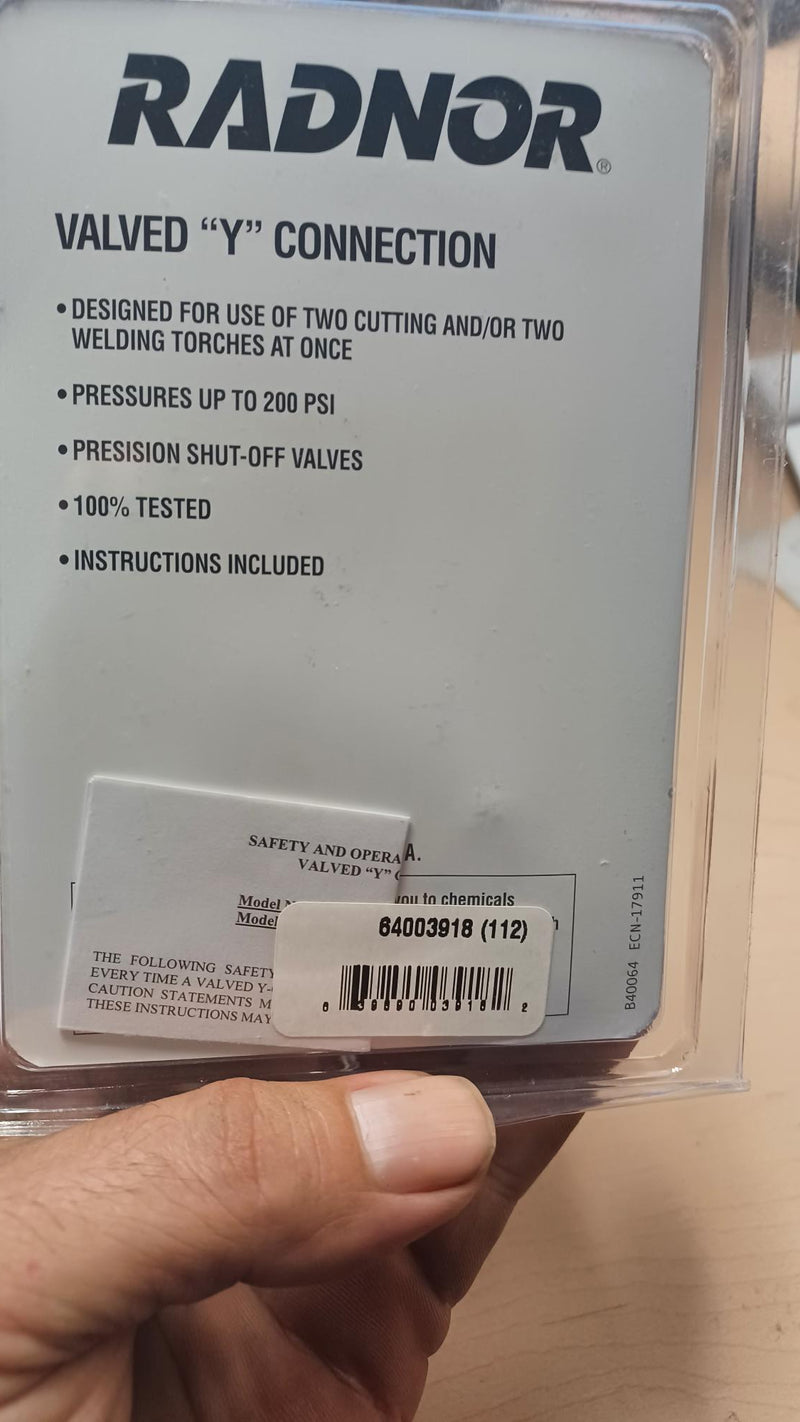 RADNOR®
VALVED “Y” CONNECTION
• DESIGNED FOR USE OF TWO CUTTING AND/OR TWO
WELDING TORCHES AT ONCE
• PRESSURES UP TO 200 PSI
• PRESISION SHUT-OFF VALVES
• 100% TESTED
• INSTRUCTIONS INCLUDED
SAFETY AND OPERA
VALVED “Y”
A.
Model
Model
you to chemicals
THE FOLLOWING SAFETY
EVERY TIME A VALVED Y-
CAUTION STATEMENTS M
THESE INSTRUCTIONS MAY
64003918 (112)
B40064 ECN-17911